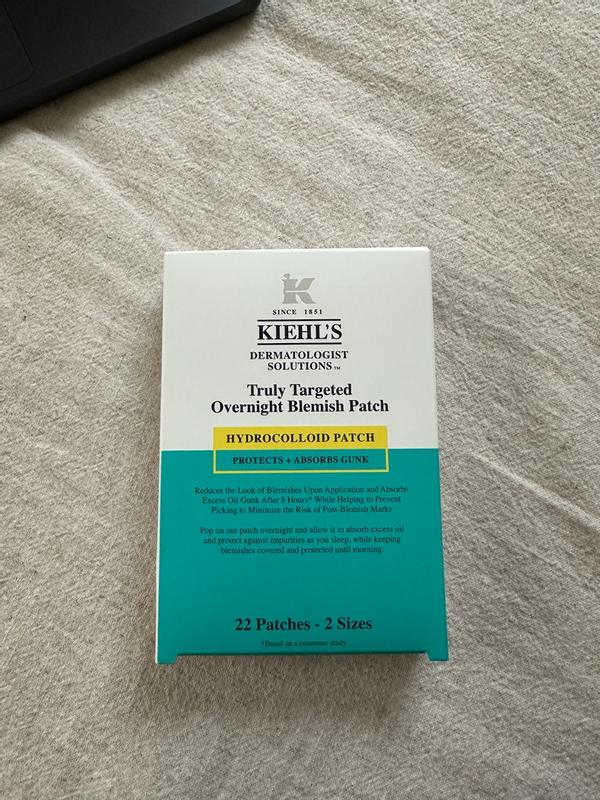 K
SINCE 1851
KIEHL'S
DERMATOLOGIST
SOLUTIONS™
Truly Targeted
Overnight Blemish Patch
HYDROCOLLOID PATCH
PROTECTS + ABSORBS GUNK
Reduces the Look of Blemishes Upon Application and Absorbs
Excess Oil Gunk After 8 Hours* While Helping to Prevent
Picking to Minimize the Risk of Post-Blemish Marks
Pop on our patch overnight and allow it to absorb excess oil
and protect against impurities as you sleep, while keeping
blemishes covered and protected until morning.
22 Patches - 2 Sizes
*Based on a consumer study